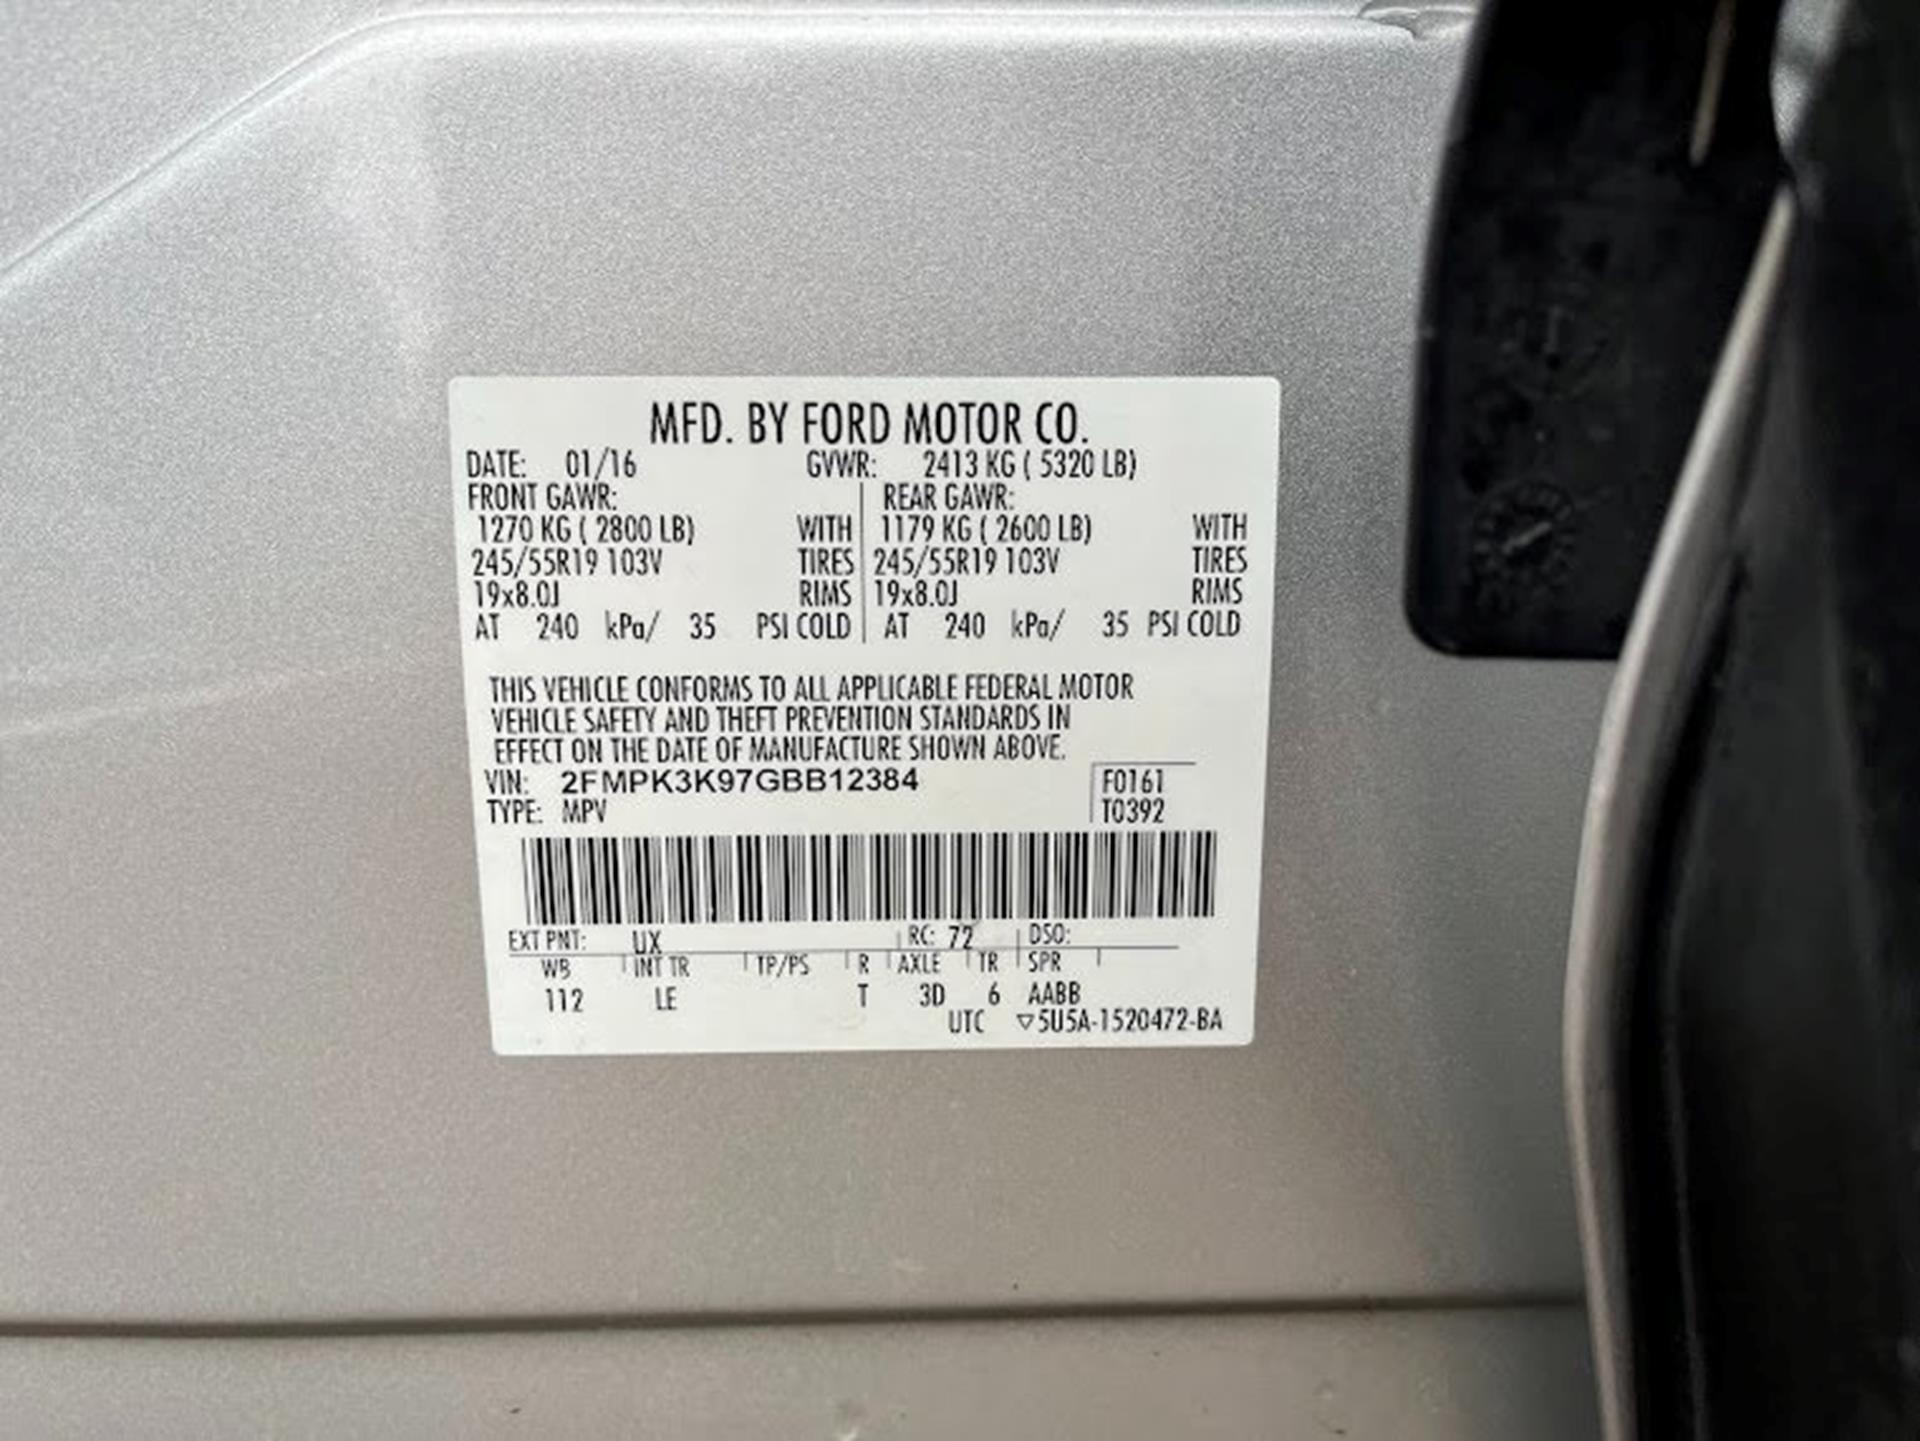 MFD. BY FORD MOTOR CO.
DATE: 01/16 GVWR: 2413 KG ( 5320 LB)
FRONT GAWR: REAR GAWR:
1270 KG ( 2800 LB) WITH 1179 KG ( 2600 LB) WITH
245/55R19 103V TIRES 245/55R19 103V TIRES
19x8.0J RIMS 19x8.0J RIMS
AT 240 kPa/ 35 PSI COLD AT 240 kPa/ 35 PSI COLD
THIS VEHICLE CONFORMS TO ALL APPLICABLE FEDERAL MOTOR
VEHICLE SAFETY AND THEFT PREVENTION STANDARDS IN
EFFECT ON THE DATE OF MANUFACTURE SHOWN ABOVE.
VIN: 2FMPK3K97GBB12384 F0161
TYPE: MPV T0392
EXT PNT: UX RC: 72 DSO:
WB INT TR TP/PS R AXLE TR SPR
112 LE T 3D 6 AABB
UTC ▽5U5A-1520472-BA